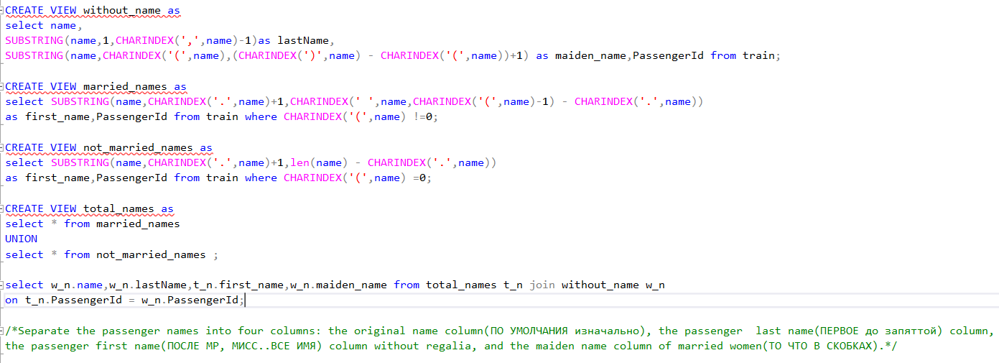 CREATE VIEW without_name as
select name,
SUBSTRING(name,1,CHARINDEX(',',name)-1)as lastName,
SUBSTRING(name,CHARINDEX('(',name),(CHARINDEX(')',name) - CHARINDEX('(',name))+1) as maiden_name,PassengerId from train;
CREATE VIEW married_names as
select SUBSTRING(name,CHARINDEX('.',name)+1,CHARINDEX(' ',name,CHARINDEX('(',name)-1) - CHARINDEX('.',name))
as first_name,PassengerId from train where CHARINDEX('(',name) !=0;
CREATE VIEW not_married_names as
select SUBSTRING(name,CHARINDEX('.',name)+1,len(name) - CHARINDEX('.',name))
as first_name,PassengerId from train where CHARINDEX('(',name) =0;
CREATE VIEW total_names as
select * from married_names
UNION
select * from not_married_names ;
select w_n.name,w_n.lastName,t_n.first_name,w_n.maiden_name from total_names t_n join without_name w_n
on t_n.PassengerId = w_n.PassengerId;
/*Separate the passenger names into four columns: the original name column(ПО УМОЛЧАНИЯ изначально), the passenger  last name(ПЕРВОЕ до запяттой) column,
the passenger first name(ПОСЛЕ МР, МИСС..ВСЕ ИМЯ) column without regalia, and the maiden name column of married women(ТО ЧТО В СКОБКАХ).*/